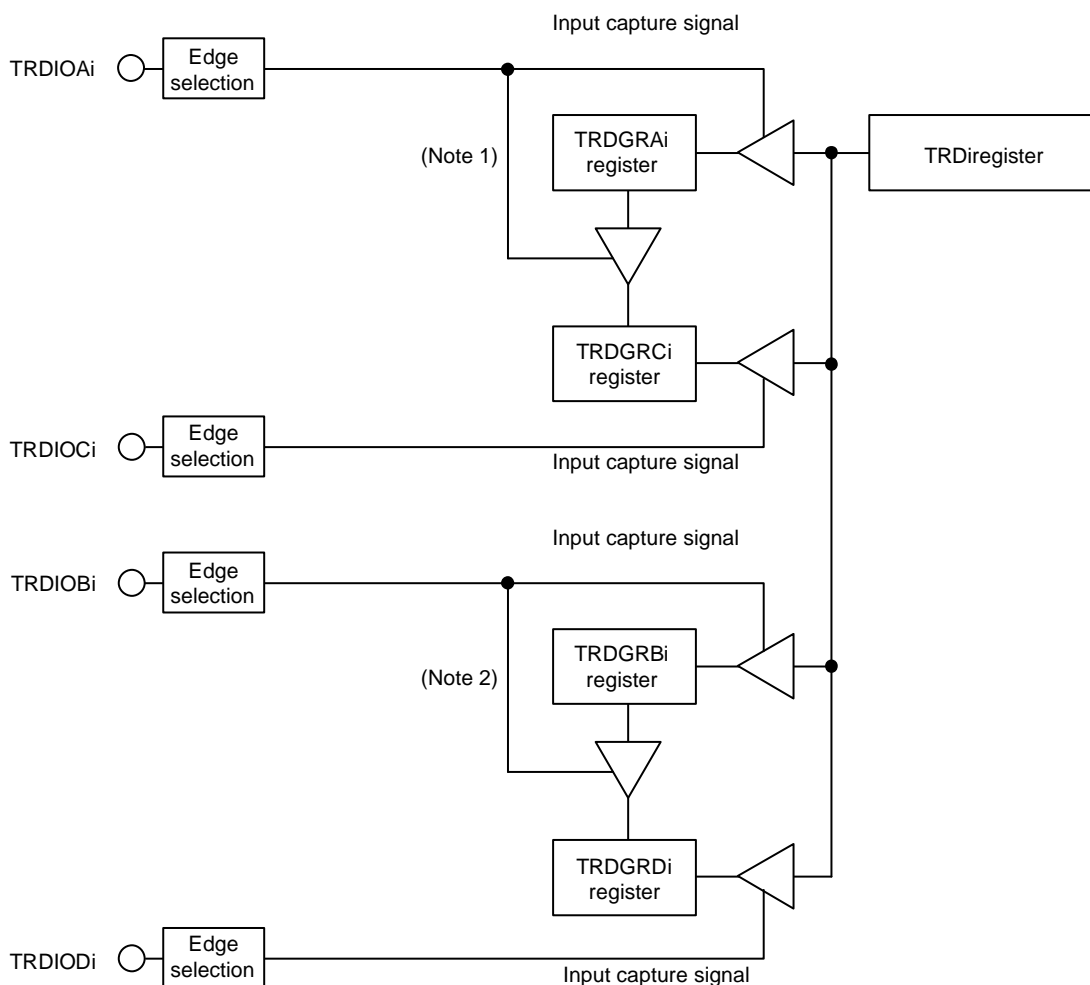 Input capture signal
TRDIOAi
Edge
selection
(Note 1)
TRDGRAi
register
TRDiregister
TRDGRCi
register
TRDIOCi
Edge
selection
Input capture signal
Input capture signal
TRDIOBi
Edge
selection
(Note 2)
TRDGRBi
register
TRDGRDi
register
TRDIODi
Edge
selection
Input capture signal